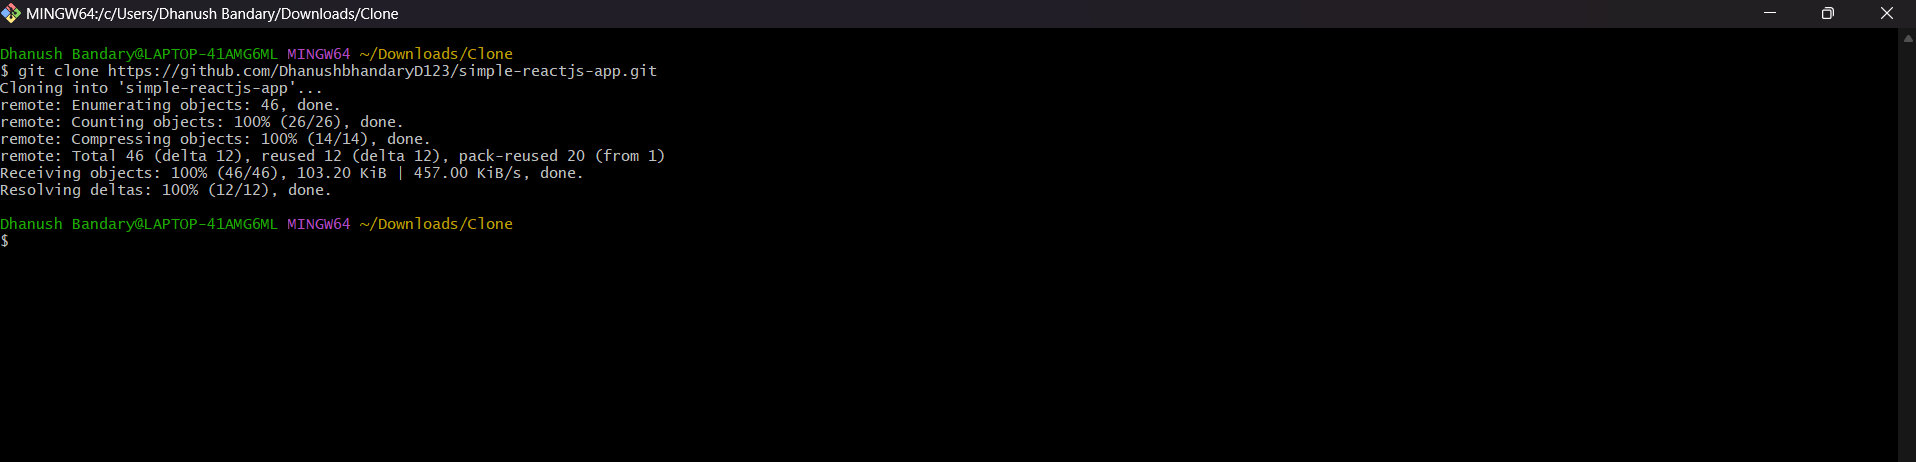 MINGW64:/c/Users/Dhanush Bandary/Downloads/Clone
Dhanush Bandary@LAPTOP-41AMG6ML MINGW64 ~/Downloads/Clone
$ git clone https://github.com/DhanushbhandaryD123/simple-reactjs-app.git
Cloning into 'simple-reactjs-app'...
remote: Enumerating objects: 46, done.
remote: Counting objects: 100% (26/26), done.
remote: Compressing objects: 100% (14/14), done.
remote: Total 46 (delta 12), reused 12 (delta 12), pack-reused 20 (from 1)
Receiving objects: 100% (46/46), 103.20 KiB | 457.00 KiB/s, done.
Resolving deltas: 100% (12/12), done.
Dhanush Bandary@LAPTOP-41AMG6ML MINGW64 ~/Downloads/Clone
$